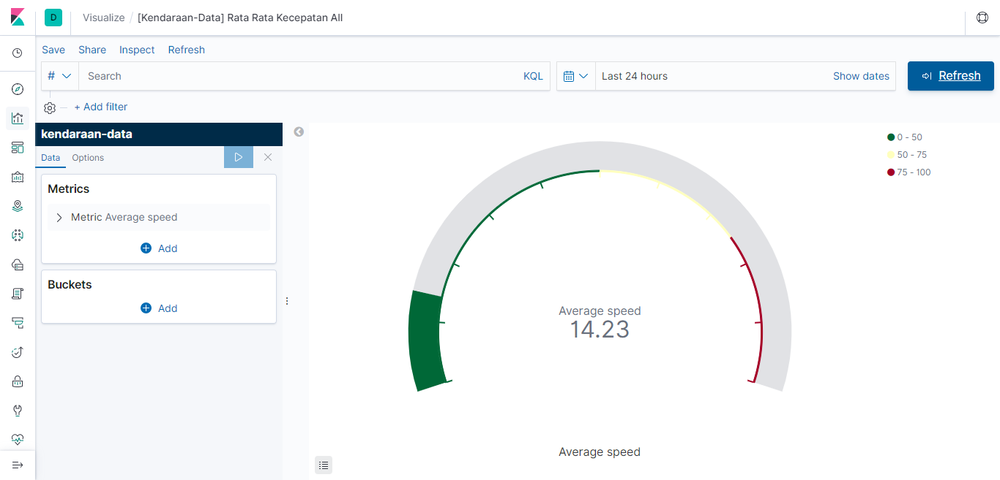 D Visualize / [Kendaraan-Data] Rata Rata Kecepatan All
Save Share Inspect Refresh
# Search KQL Last 24 hours Show dates Refresh
+ Add filter
kendaraan-data
Data Options
Metrics
Metric Average speed
Add
Buckets
Add
0 - 50
50 - 75
75 - 100
Average speed
14.23
Average speed